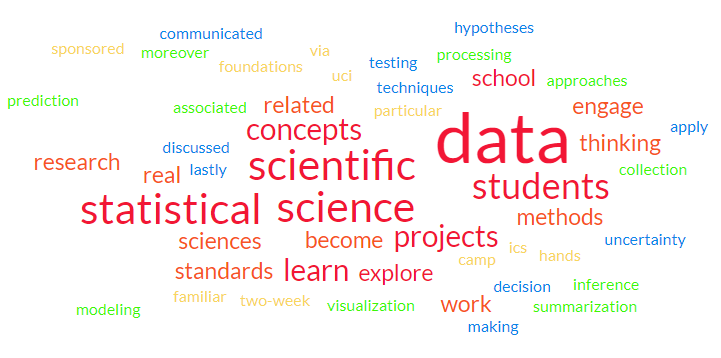 hypotheses
communicated
sponsored
moreover
via
processing
foundations
testing
uci
school
approaches
techniques
prediction
associated
related
particular
engage
data
apply
concepts
thinking
discussed
research
real
lastly
scientific
collection
students
statistical
science
methods
sciences
become
projects
ics
hands
uncertainty
camp
standards
learn
explore
familiar
two-week
decision
inference
modeling
visualization
work
summarization
making